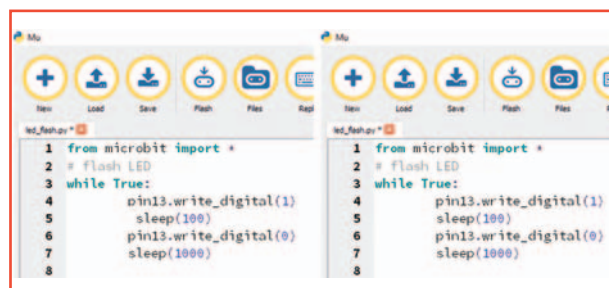 Mu
New Load Save Flash Files Repl
led_flash.py *
1 from microbit import *
2 # flash LED
3 while True:
4 pin13.write_digital(1)
5 sleep(100)
6 pin13.write_digital(0)
7 sleep(1000)
8
Mu
New Load Save Flash Files Rep
led_flash.py *
1 from microbit import *
2 # flash LED
3 while True:
4 pin13.write_digital(1)
5 sleep(100)
6 pin13.write_digital(0)
7 sleep(1000)
8